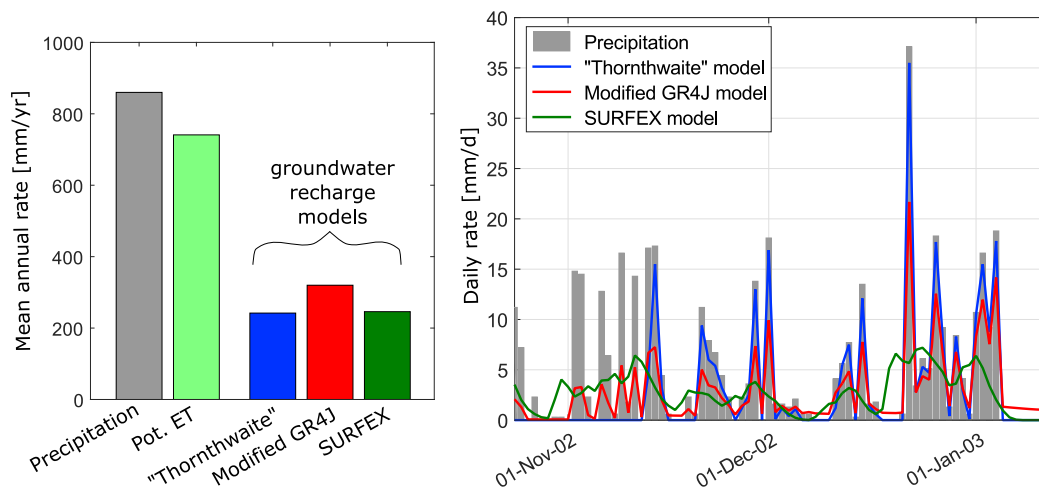 Mean annual rate [mm/yr]
1000
800
600
400
200
0
groundwater
recharge
models
Precipitation
Pot. ET
"Thornthwaite"
Modified GR4J
SURFEX
Daily rate [mm/d]
40
35
30
25
20
15
10
5
0
Precipitation
"Thornthwaite" model
Modified GR4J model
SURFEX model
01-Nov-02
01-Dec-02
01-Jan-03